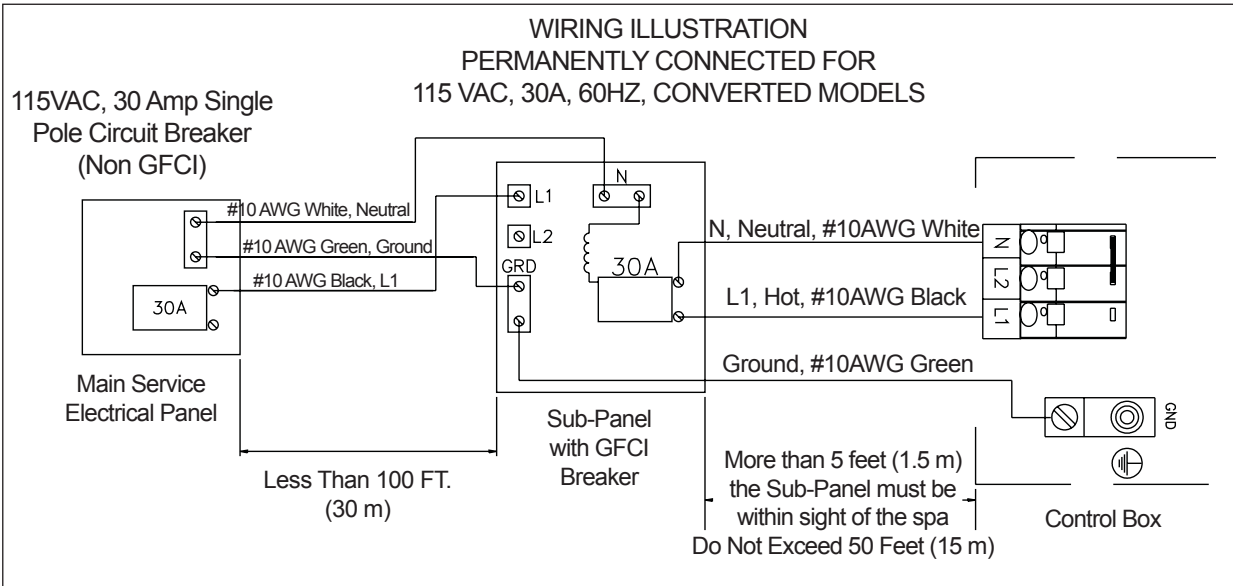 WIRING ILLUSTRATION
PERMANENTLY CONNECTED FOR
115 VAC, 30A, 60HZ, CONVERTED MODELS
115VAC, 30 Amp Single
Pole Circuit Breaker
(Non GFCI)
#10 AWG White, Neutral
#10 AWG Green, Ground
#10 AWG Black, L1
30A
Main Service
Electrical Panel
Less Than 100 FT.
(30 m)
L1
N
L2
GRD
30A
Sub-Panel
with GFCI
Breaker
N, Neutral, #10AWG White
L1, Hot, #10AWG Black
Ground, #10AWG Green
More than 5 feet (1.5 m)
the Sub-Panel must be
within sight of the spa
Do Not Exceed 50 Feet (15 m)
N
L2
L1
GND
Control Box